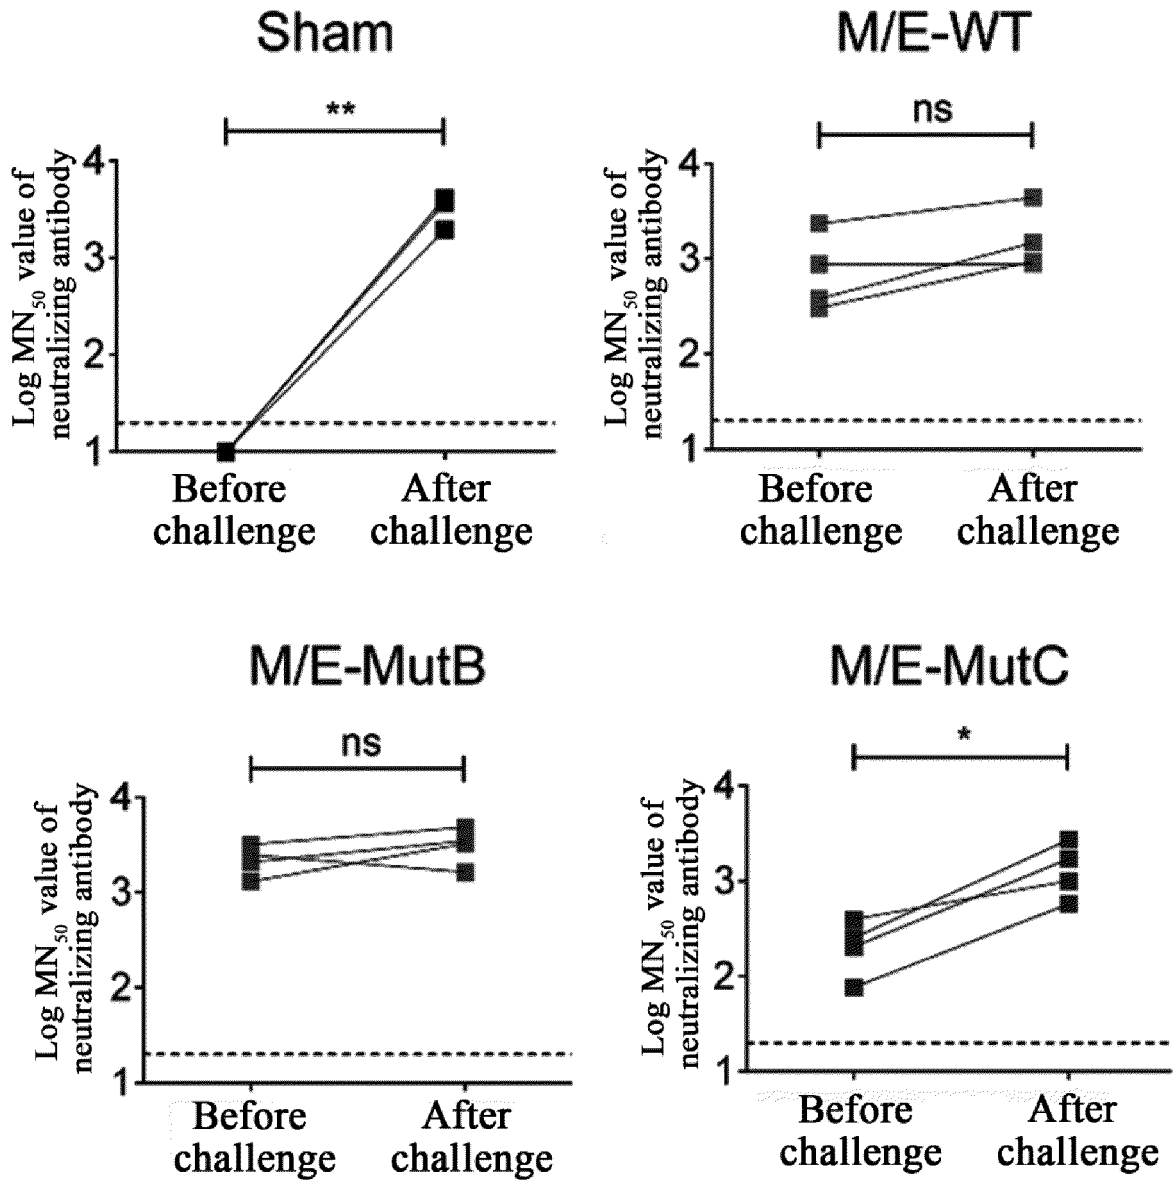 Sham
**
Log MN50 value of
neutralizing antibody
4
3
2
1
Before
challenge
After
challenge
M/E-WT
ns
Log MN50 value of
neutralizing antibody
4
3
2
1
Before
challenge
After
challenge
M/E-MutB
ns
Log MN50 value of
neutralizing antibody
4
3
2
1
Before
challenge
After
challenge
M/E-MutC
*
Log MN50 value of
neutralizing antibody
4
3
2
1
Before
challenge
After
challenge